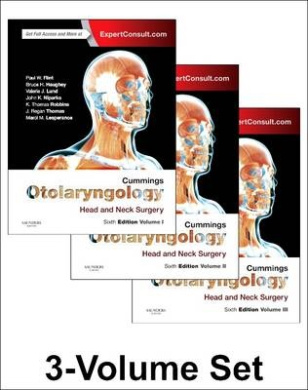 Get Full Access and More at
ExpertConsult.com
Paul W. Flint
Bruce H. Haughey
Valerie J. Lund
John K. Niparko
K. Thomas Robbins
J. Regan Thomas
Marci M. Lesperance
Cummings
Otolaryngology
Head and Neck Surgery
Sixth Edition Volume I
ExpertConsult.com
Cummings
Otolaryngology
Head and Neck Surgery
Sixth Edition Volume II
ExpertConsult.com
Cummings
Otolaryngology
Head and Neck Surgery
Sixth Edition Volume III
3-Volume Set